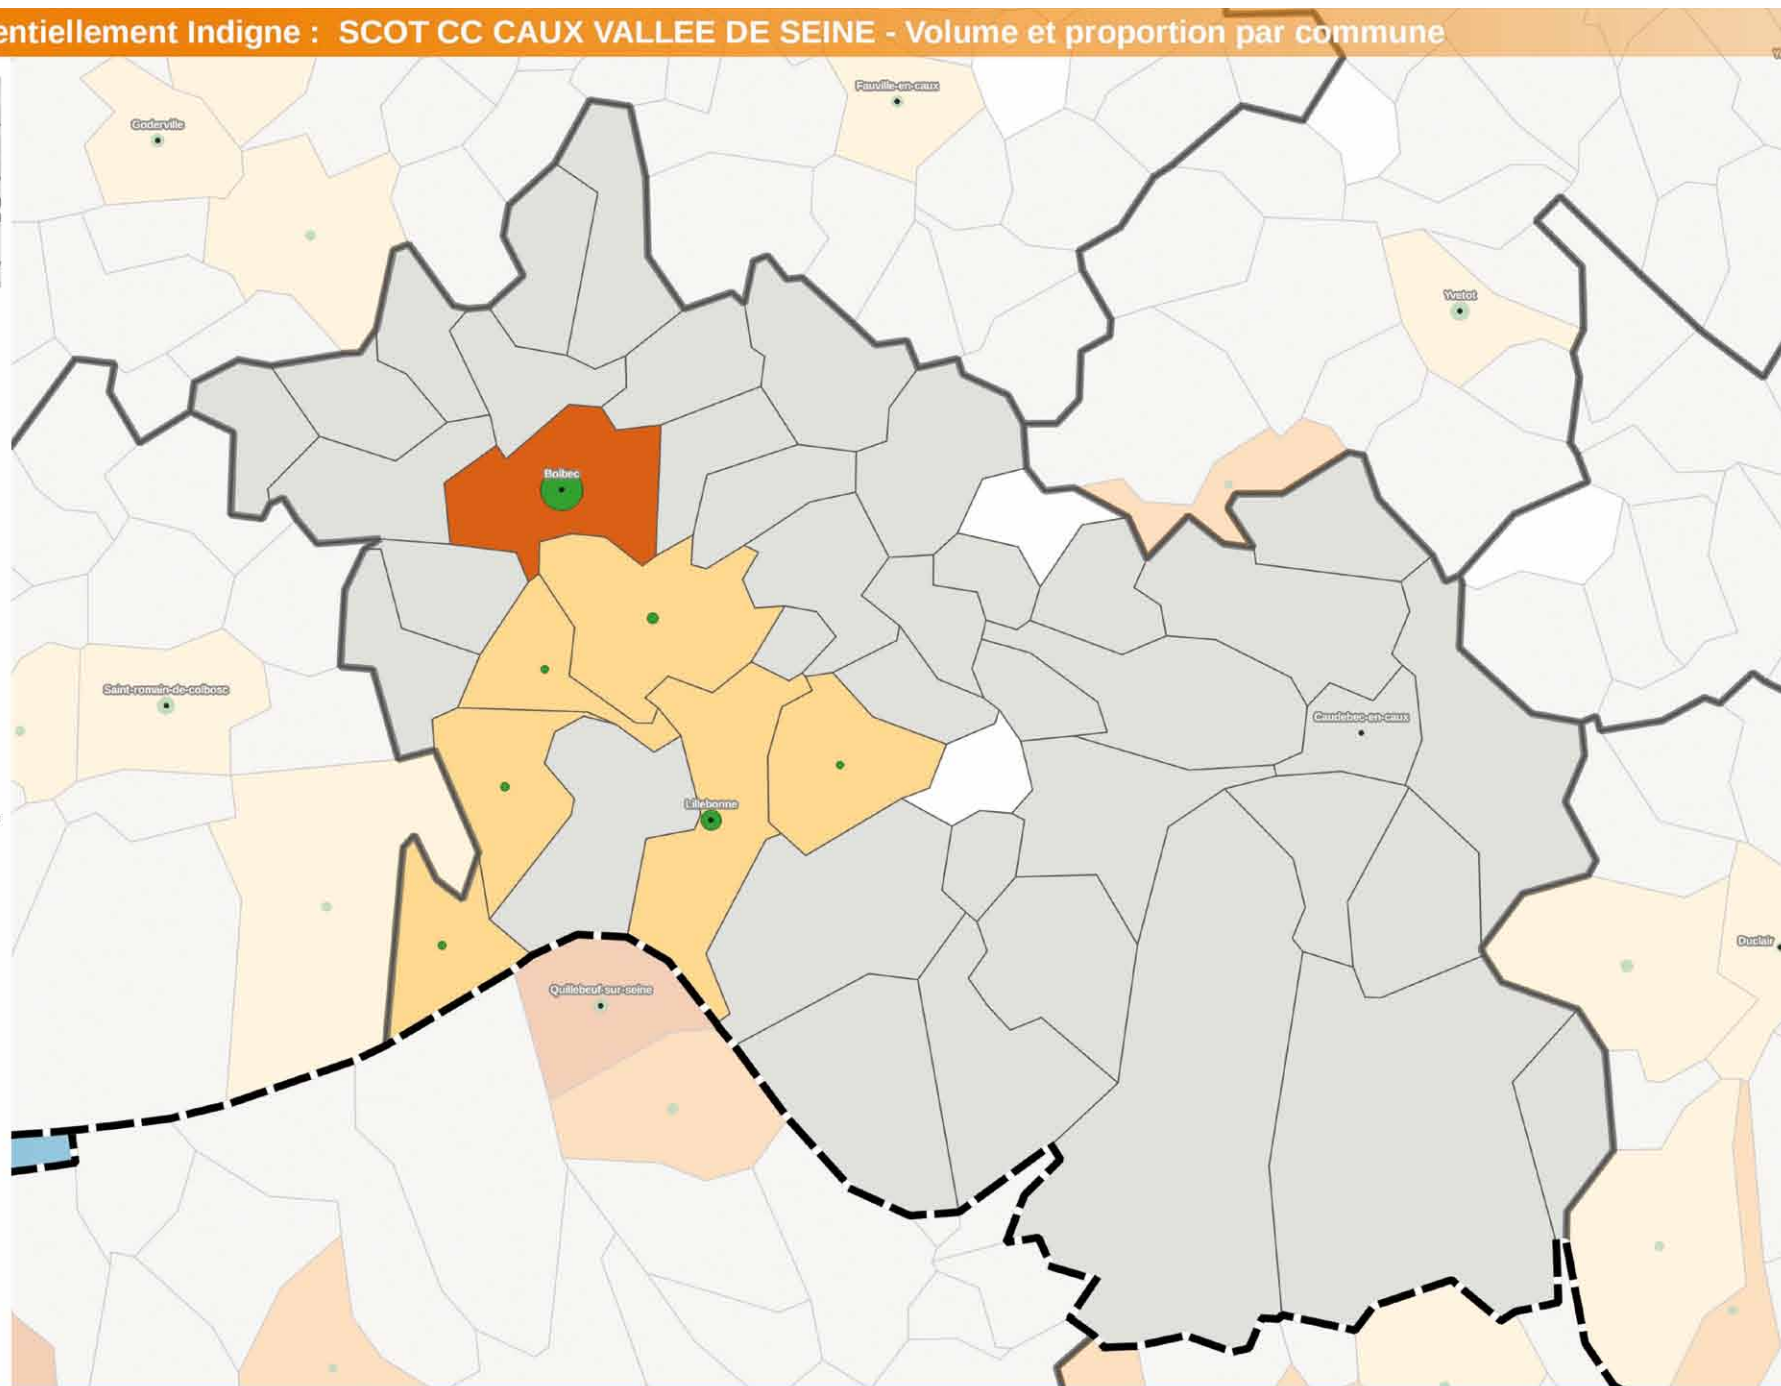 entiellement Indigne : SCOT CC CAUX VALLEE DE SEINE - Volume et proportion par commune
Fauville-en-caux
Goderville
Yvetot
Bolbec
Saint-romain-de-colbosc
Caudebec-en-caux
Lillebonne
Duclair
Quillebeuf-sur-seine